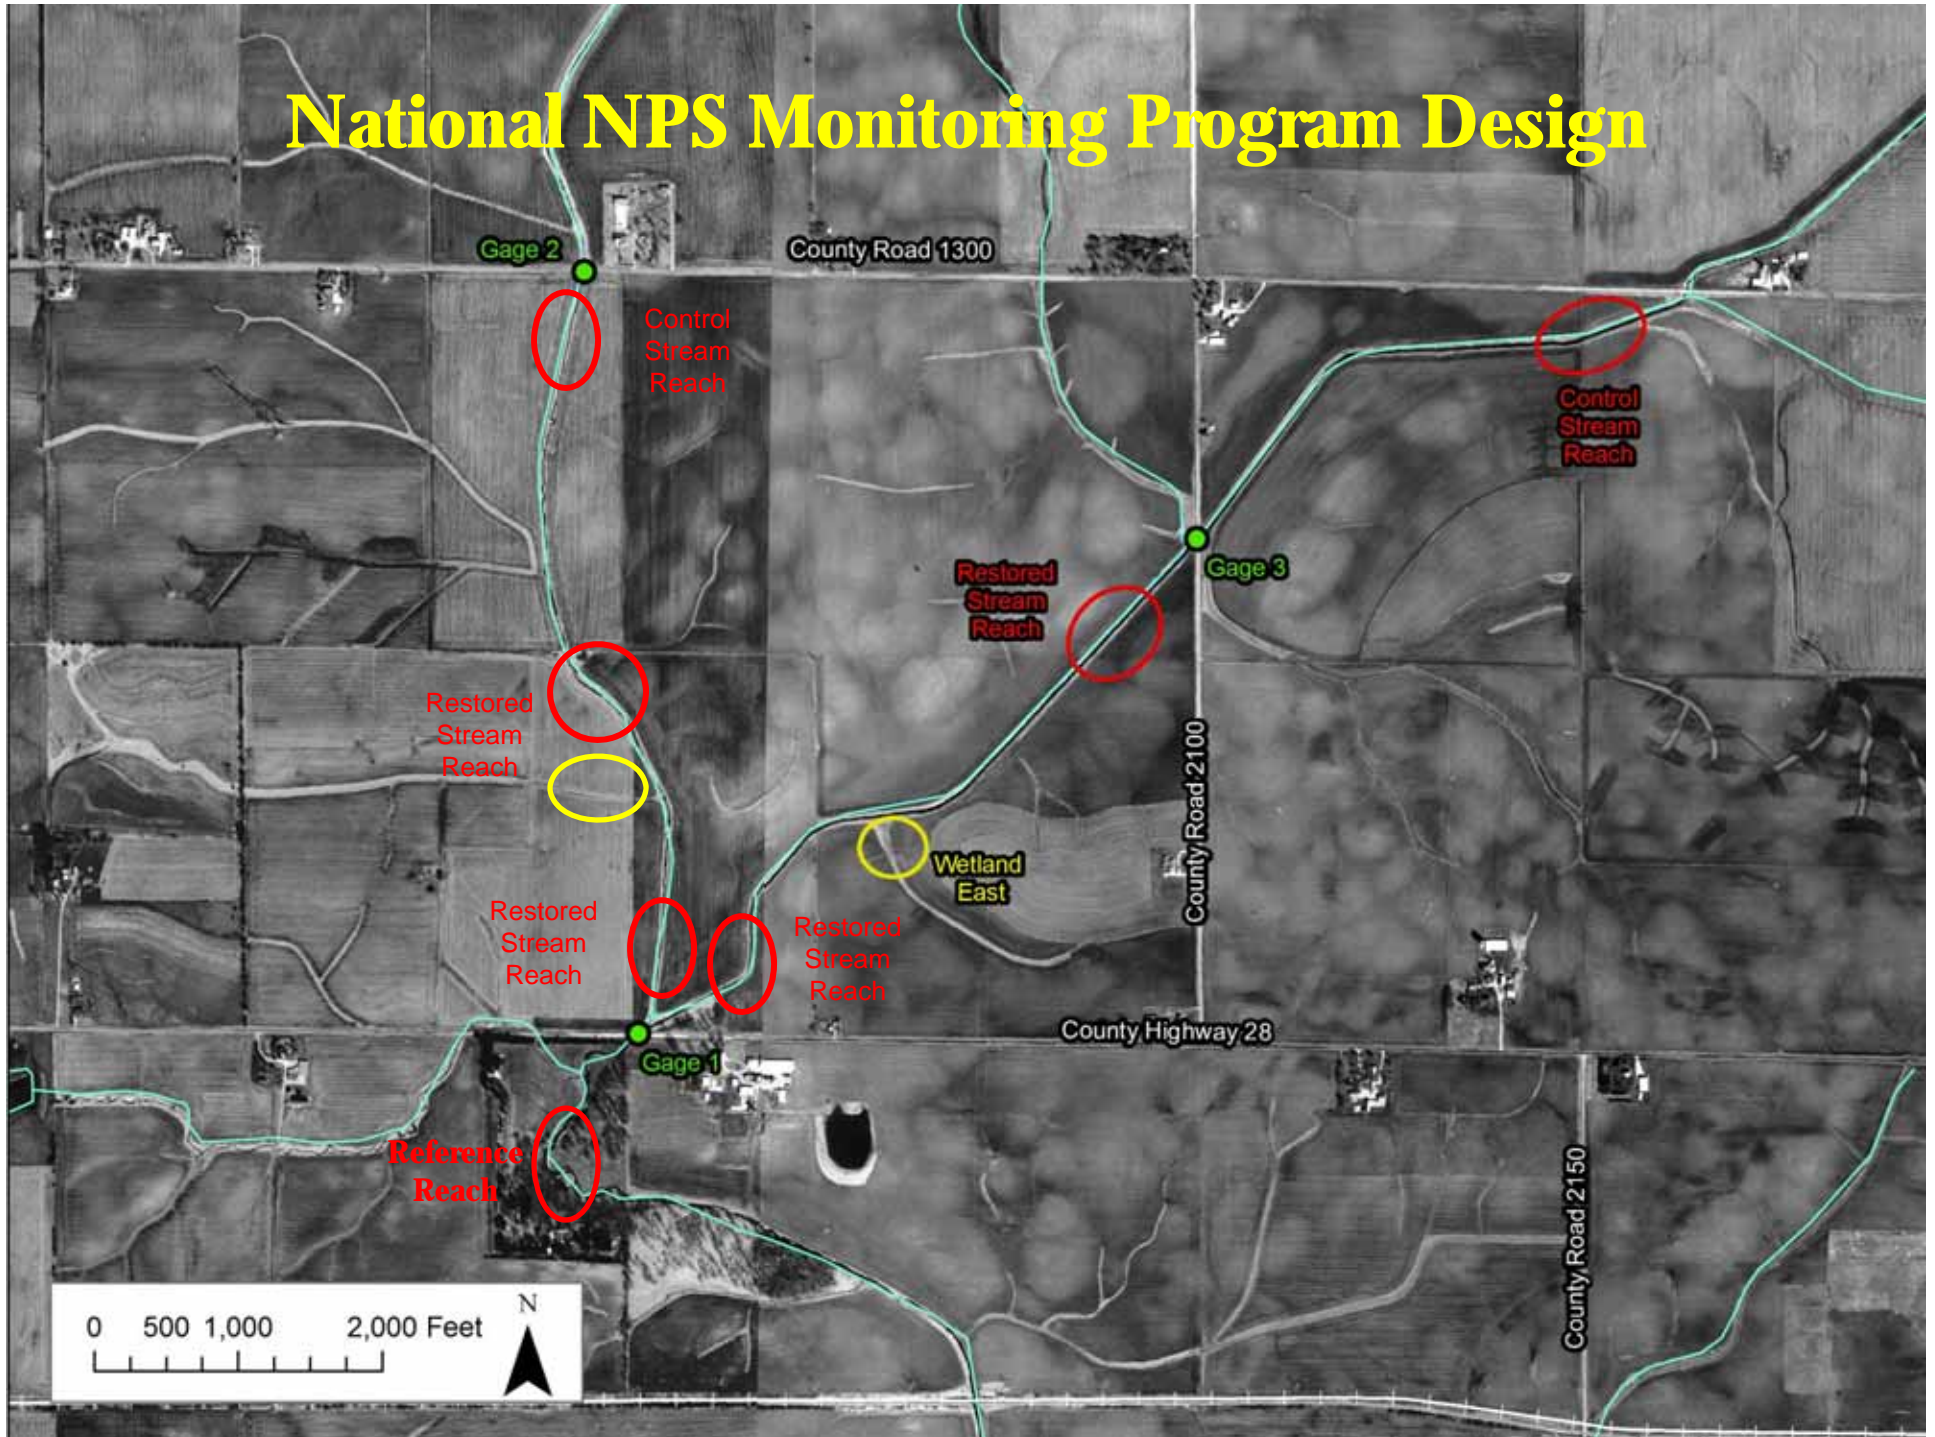 National NPS Monitoring Program Design
Gage 2
County Road 1300
Control
Stream
Reach
Control
Stream
Reach
Gage 3
Restored
Stream
Reach
Restored
Stream
Reach
County Road 2100
Wetland
East
Restored
Stream
Reach
Restored
Stream
Reach
County Highway 28
Gage 1
Reference
Reach
County Road 2150
0 500 1,000 2,000 Feet
N